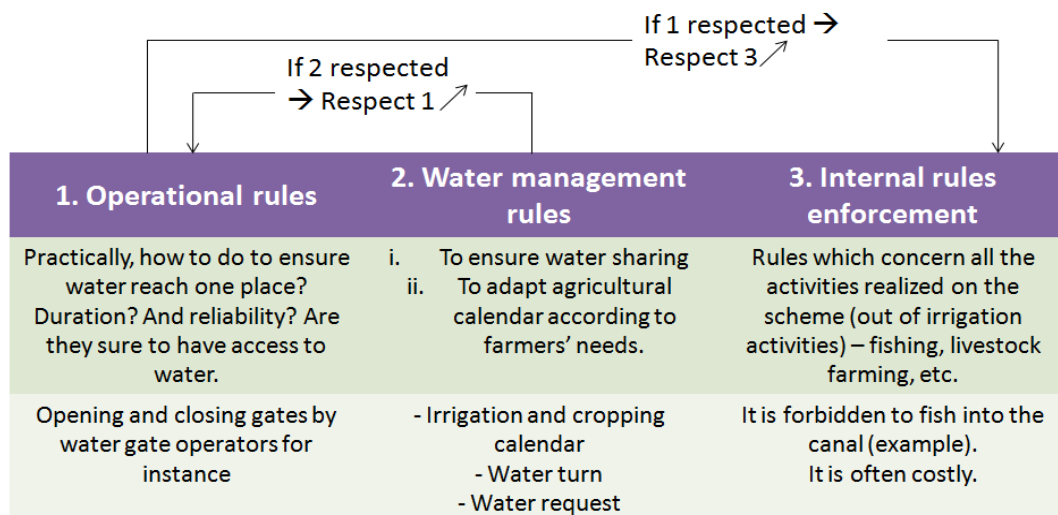 If 1 respected →
Respect 3↗
If 2 respected
→ Respect 1↗
1. Operational rules
2. Water management
rules
3. Internal rules
enforcement
Practically, how to do to ensure
water reach one place?
Duration? And reliability? Are
they sure to have access to
water.
i. To ensure water sharing
ii. To adapt agricultural
calendar according to
farmers’ needs.
Rules which concern all the
activities realized on the
scheme (out of irrigation
activities) – fishing, livestock
farming, etc.
Opening and closing gates by
water gate operators for
instance
- Irrigation and cropping
calendar
- Water turn
- Water request
It is forbidden to fish into the
canal (example).
It is often costly.